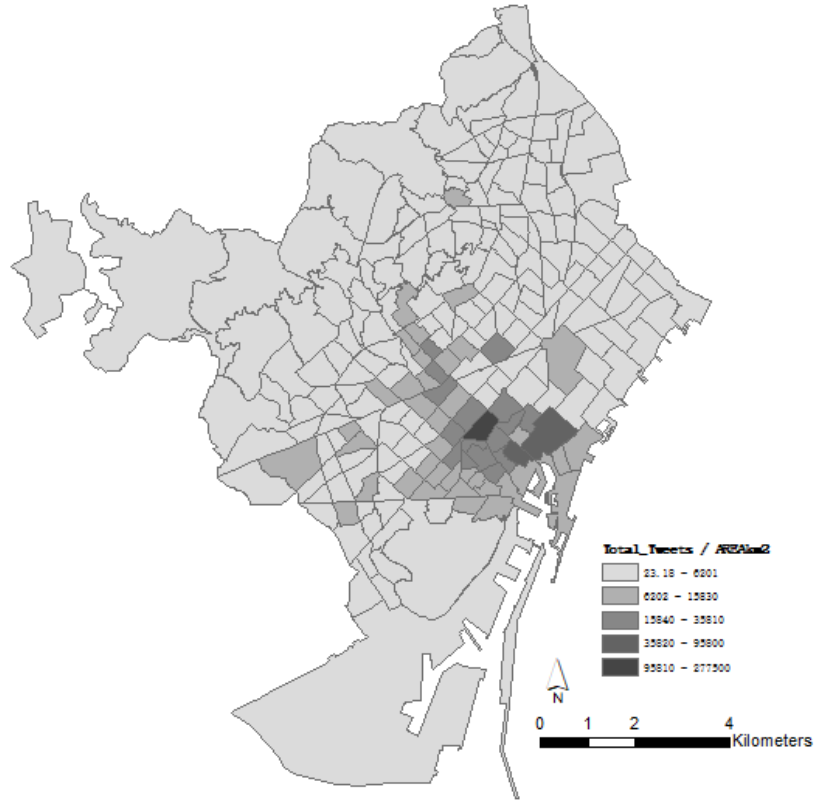 Total_Tweets / AREAkm2
23.18 - 6201
6202 - 15830
15840 - 35810
35820 - 95800
95810 - 277500
N
0 1 2 4
Kilometers